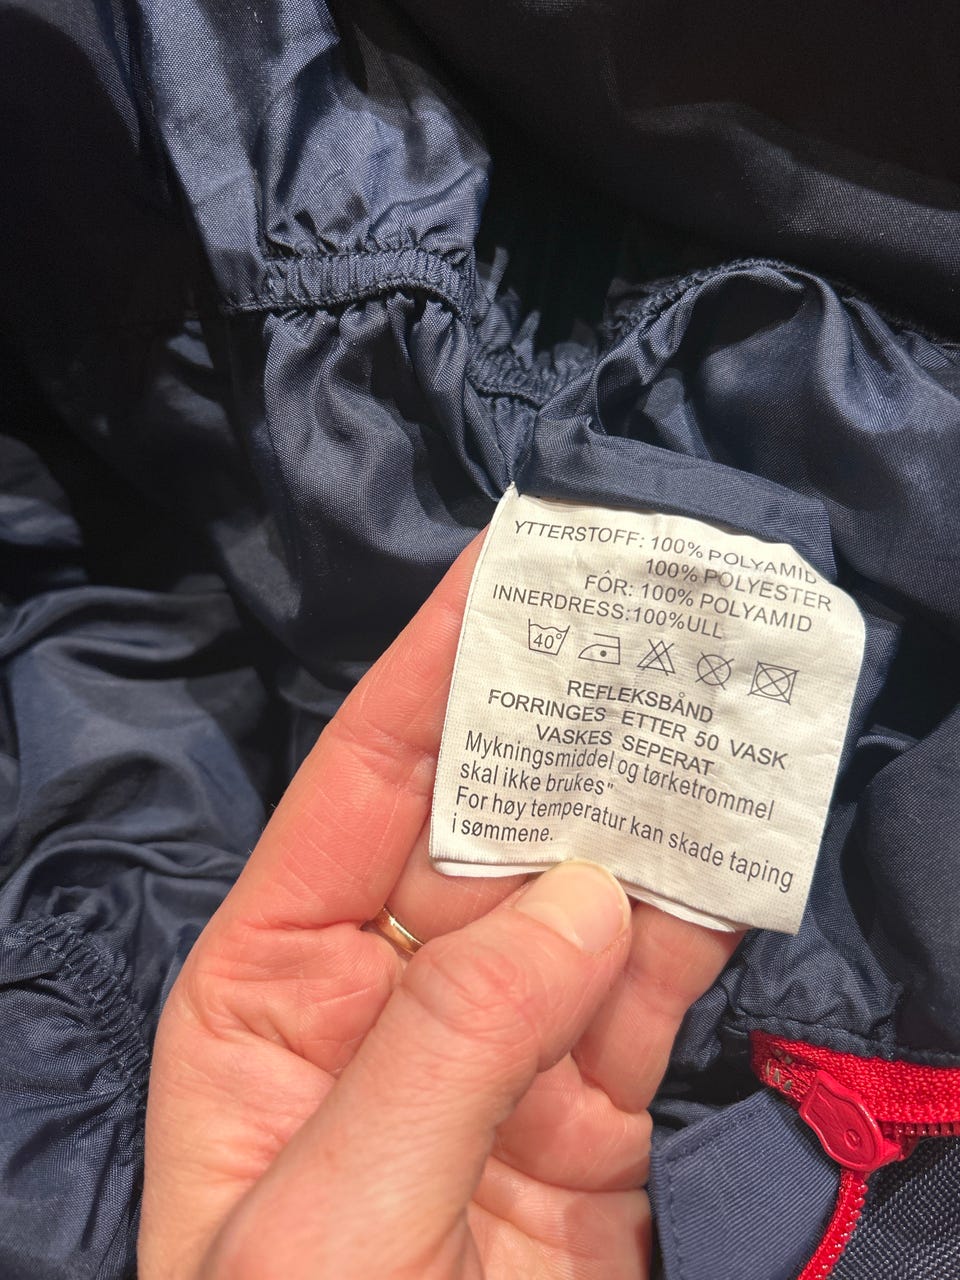 YTTERSTOFF: 100% POLYAMID
100% POLYESTER
FÔR: 100% POLYAMID
INNERDRESS:100%ULL
40°
REFLEKSBÅND
FORRINGES ETTER 50 VASK
VASKES SEPERAT
Mykningsmiddel og tørketrommel
skal ikke brukes"
For høy temperatur kan skade taping
i sømmene.